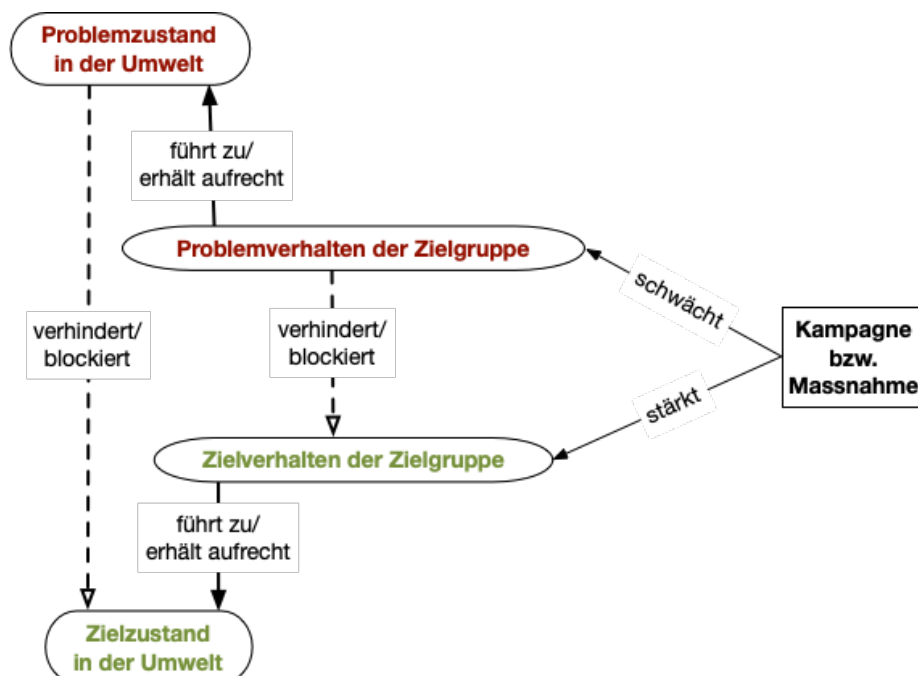 Problemzustand
in der Umwelt
führt zu/
erhält aufrecht
Problemverhalten der Zielgruppe
schwächt
verhindert/
blockiert
verhindert/
blockiert
Kampagne
bzw.
Massnahme
stärkt
Zielverhalten der Zielgruppe
führt zu/
erhält aufrecht
Zielzustand
in der Umwelt